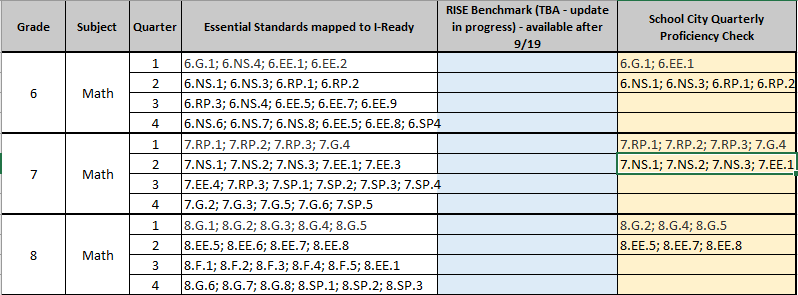 Grade Subject Quarter Essential Standards mapped to I-Ready RISE Benchmark (TBA - update in progress) - available after 9/19 School City Quarterly Proficiency Check
6 Math
1 6.G.1; 6.NS.4; 6.EE.1; 6.EE.2 6.G.1; 6.EE.1
2 6.NS.1; 6.NS.3; 6.RP.1; 6.RP.2 6.NS.1; 6.NS.3; 6.RP.1; 6.RP.2
3 6.RP.3; 6.NS.4; 6.EE.5; 6.EE.7; 6.EE.9
4 6.NS.6; 6.NS.7; 6.NS.8; 6.EE.5; 6.EE.8; 6.SP4
7 Math
1 7.RP.1; 7.RP.2; 7.RP.3; 7.G.4 7.RP.1; 7.RP.2; 7.RP.3; 7.G.4
2 7.NS.1; 7.NS.2; 7.NS.3; 7.EE.1; 7.EE.3 7.NS.1; 7.NS.2; 7.NS.3; 7.EE.1
3 7.EE.4; 7.RP.3; 7.SP.1; 7.SP.2; 7.SP.3; 7.SP.4
4 7.G.2; 7.G.3; 7.G.5; 7.G.6; 7.SP.5
8 Math
1 8.G.1; 8.G.2; 8.G.3; 8.G.4; 8.G.5 8.G.2; 8.G.4; 8.G.5
2 8.EE.5; 8.EE.6; 8.EE.7; 8.EE.8 8.EE.5; 8.EE.7; 8.EE.8
3 8.F.1; 8.F.2; 8.F.3; 8.F.4; 8.F.5; 8.EE.1
4 8.G.6; 8.G.7; 8.G.8; 8.SP.1; 8.SP.2; 8.SP.3